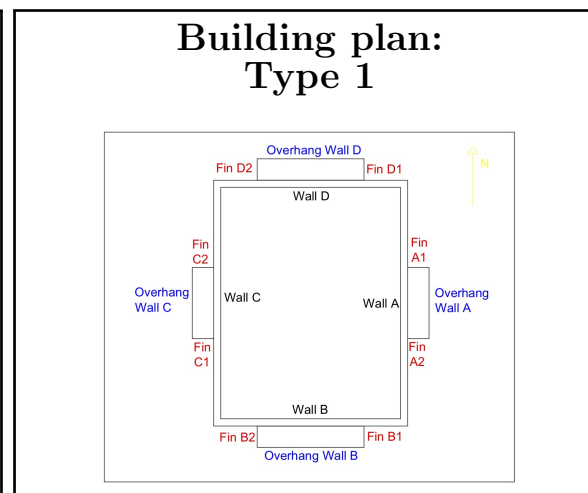 Building plan:
Type 1
Overhang Wall D
N
Fin D2
Fin D1
Wall D
Fin
C2
Fin
A1
Overhang
Wall C
Wall C
Wall A
Overhang
Wall A
Fin
C1
Fin
A2
Wall B
Fin B2
Fin B1
Overhang Wall B